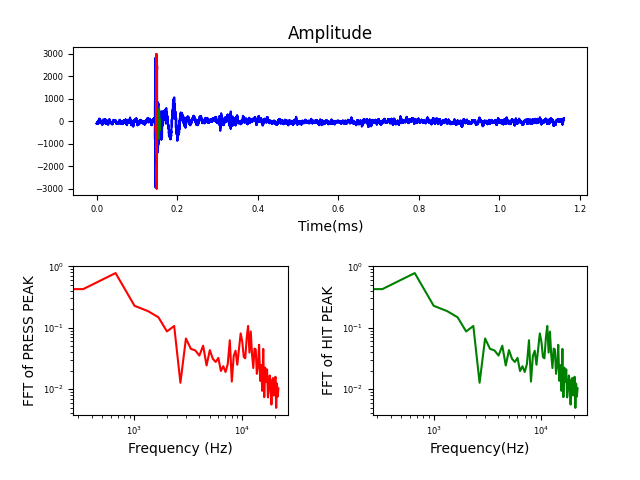 Amplitude
3000
2000
1000
0
−1000
−2000
−3000
0.0 0.2 0.4 0.6 0.8 1.0 1.2
Time(ms)
FFT of PRESS PEAK
10⁰
10⁻¹
10⁻²
10³ 10⁴
Frequency (Hz)
FFT of HIT PEAK
10⁰
10⁻¹
10⁻²
10³ 10⁴
Frequency(Hz)